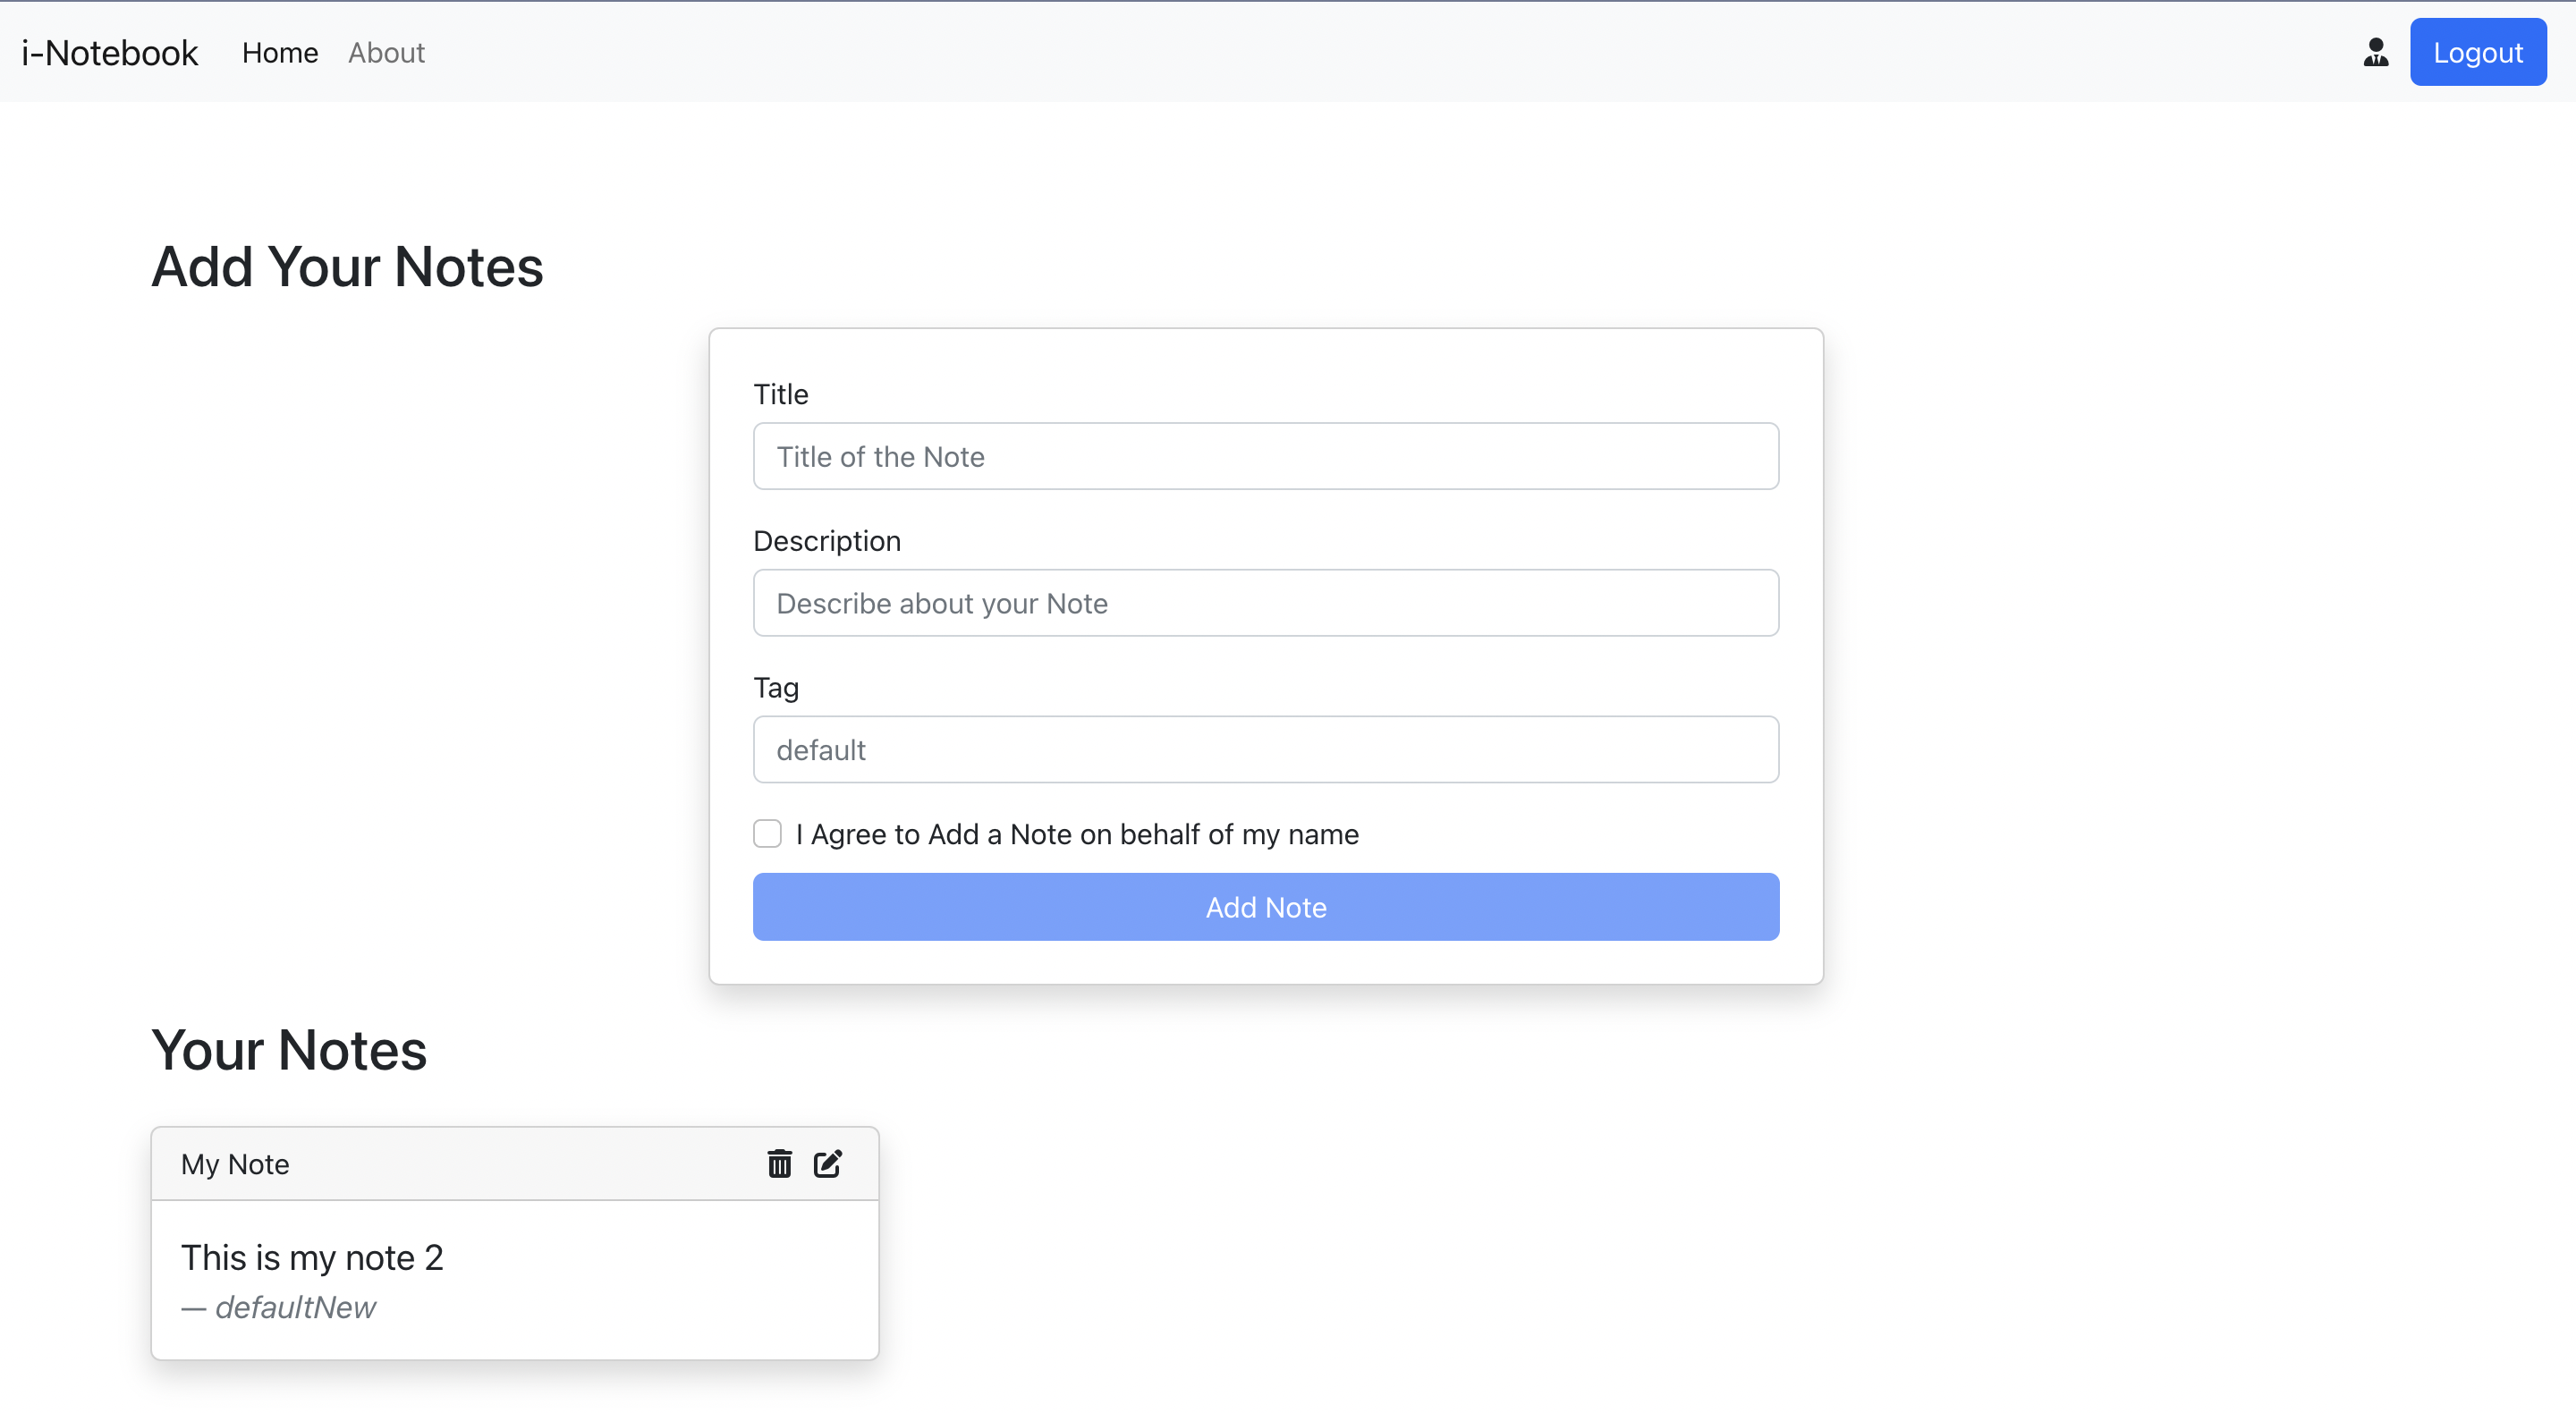 i-Notebook Home About Logout
Add Your Notes
Title
Title of the Note
Description
Describe about your Note
Tag
default
I Agree to Add a Note on behalf of my name
Add Note
Your Notes
My Note
This is my note 2
— defaultNew